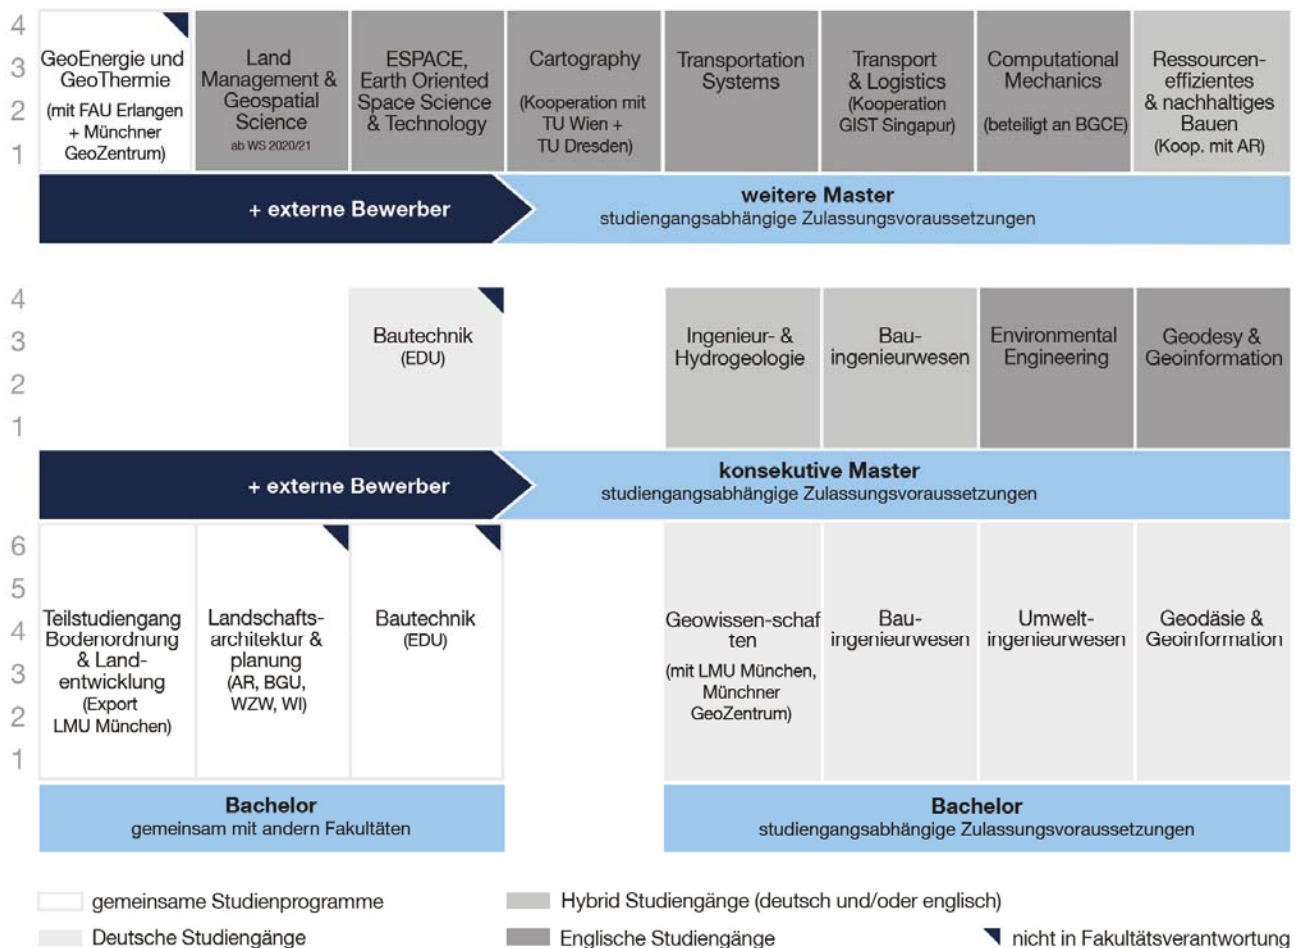 4
3
2
1
GeoEnergie und
GeoThermie
(mit FAU Erlangen
+ Münchner
GeoZentrum)
Land
Management &
Geospatial
Science
ab WS 2020/21
ESPACE,
Earth Oriented
Space Science
& Technology
Cartography
(Kooperation mit
TU Wien +
TU Dresden)
Transportation
Systems
Transport
& Logistics
(Kooperation
GIST Singapur)
Computational
Mechanics
(beteiligt an BGCE)
Ressourcen-
effizientes
& nachhaltiges
Bauen
(Koop. mit AR)
+ externe Bewerber
weitere Master
studiengangsabhängige Zulassungsvoraussetzungen
4
3
2
1
Bautechnik
(EDU)
Ingenieur- &
Hydrogeologie
Bau-
ingenieurwesen
Environmental
Engineering
Geodesy &
Geoinformation
+ externe Bewerber
konsekutive Master
studiengangsabhängige Zulassungsvoraussetzungen
6
5
4
3
2
1
Teilstudiengang
Bodenordnung
& Land-
entwicklung
(Export
LMU München)
Landschafts-
architektur &
planung
(AR, BGU,
WZW, WI)
Bautechnik
(EDU)
Geowissen-schaf
ten
(mit LMU München,
Münchner
GeoZentrum)
Bau-
ingenieurwesen
Umwelt-
ingenieurwesen
Geodäsie &
Geoinformation
Bachelor
gemeinsam mit andern Fakultäten
Bachelor
studiengangsabhängige Zulassungsvoraussetzungen
gemeinsame Studienprogramme
Hybrid Studiengänge (deutsch und/oder englisch)
Deutsche Studiengänge
Englische Studiengänge
nicht in Fakultätsverantwortung